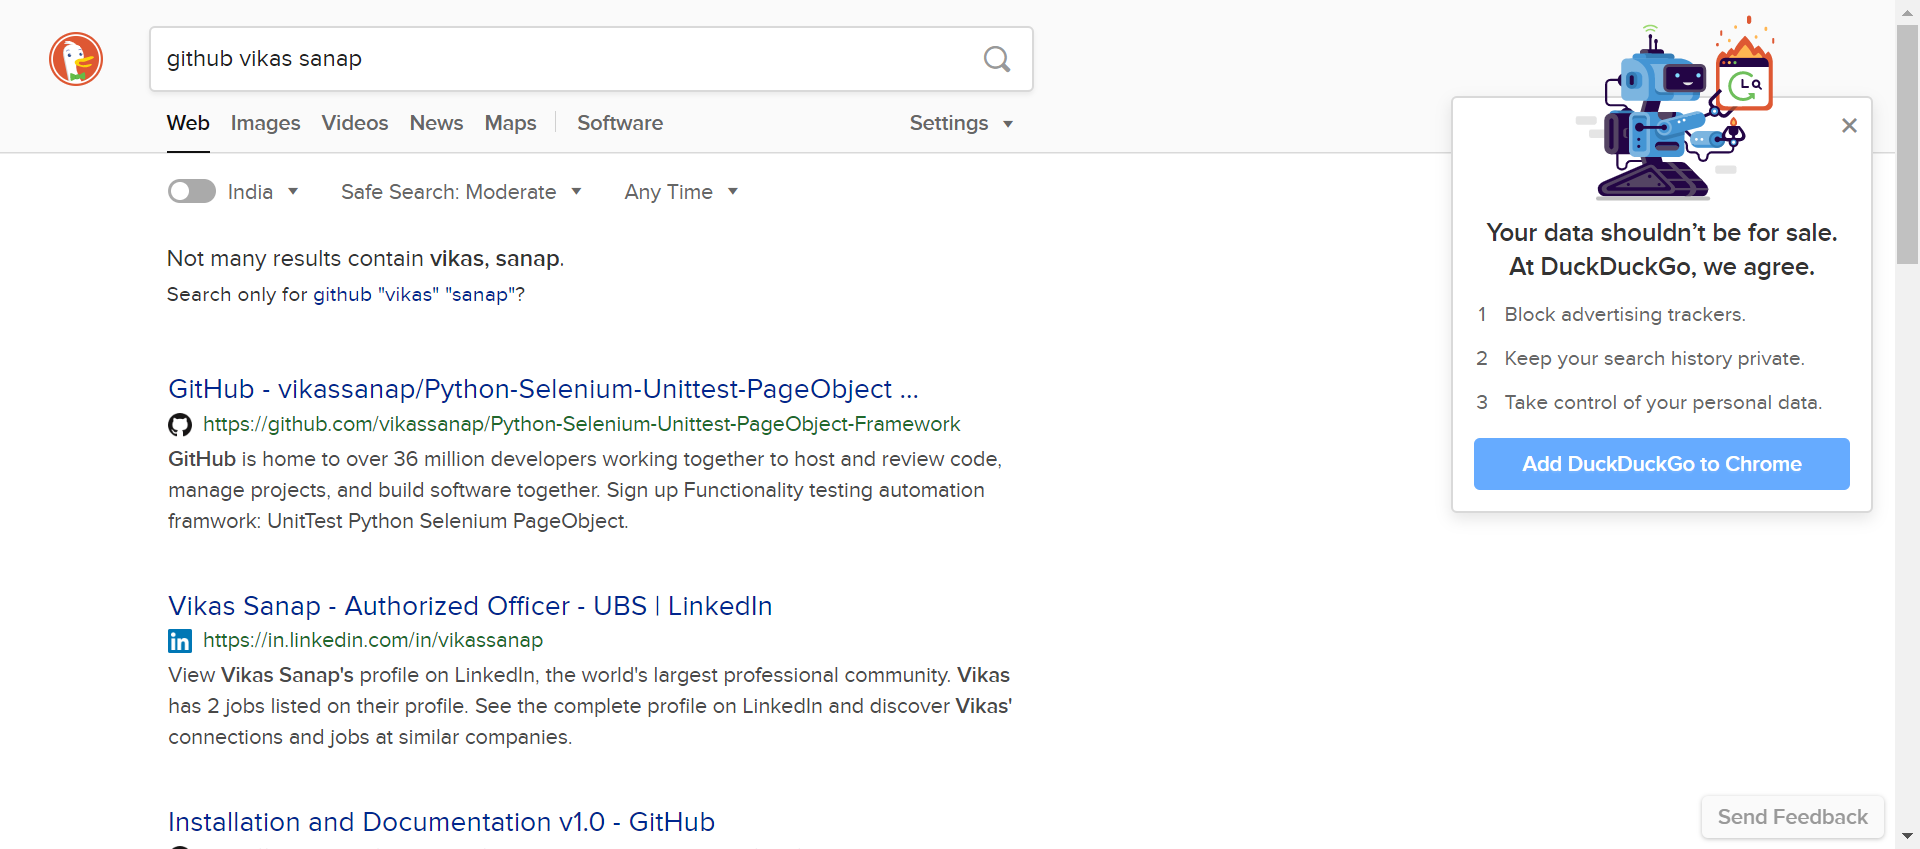 github vikas sanap
Web Images Videos News Maps Software Settings
India Safe Search: Moderate Any Time
Not many results contain vikas, sanap.
Search only for github "vikas" "sanap"?
GitHub - vikassanap/Python-Selenium-Unittest-PageObject ...
https://github.com/vikassanap/Python-Selenium-Unittest-PageObject-Framework
GitHub is home to over 36 million developers working together to host and review code,
manage projects, and build software together. Sign up Functionality testing automation
framwork: UnitTest Python Selenium PageObject.
Vikas Sanap - Authorized Officer - UBS | LinkedIn
in https://in.linkedin.com/in/vikassanap
View Vikas Sanap's profile on LinkedIn, the world's largest professional community. Vikas
has 2 jobs listed on their profile. See the complete profile on LinkedIn and discover Vikas'
connections and jobs at similar companies.
Installation and Documentation v1.0 - GitHub
Your data shouldn’t be for sale.
At DuckDuckGo, we agree.
1 Block advertising trackers.
2 Keep your search history private.
3 Take control of your personal data.
Add DuckDuckGo to Chrome
Send Feedback